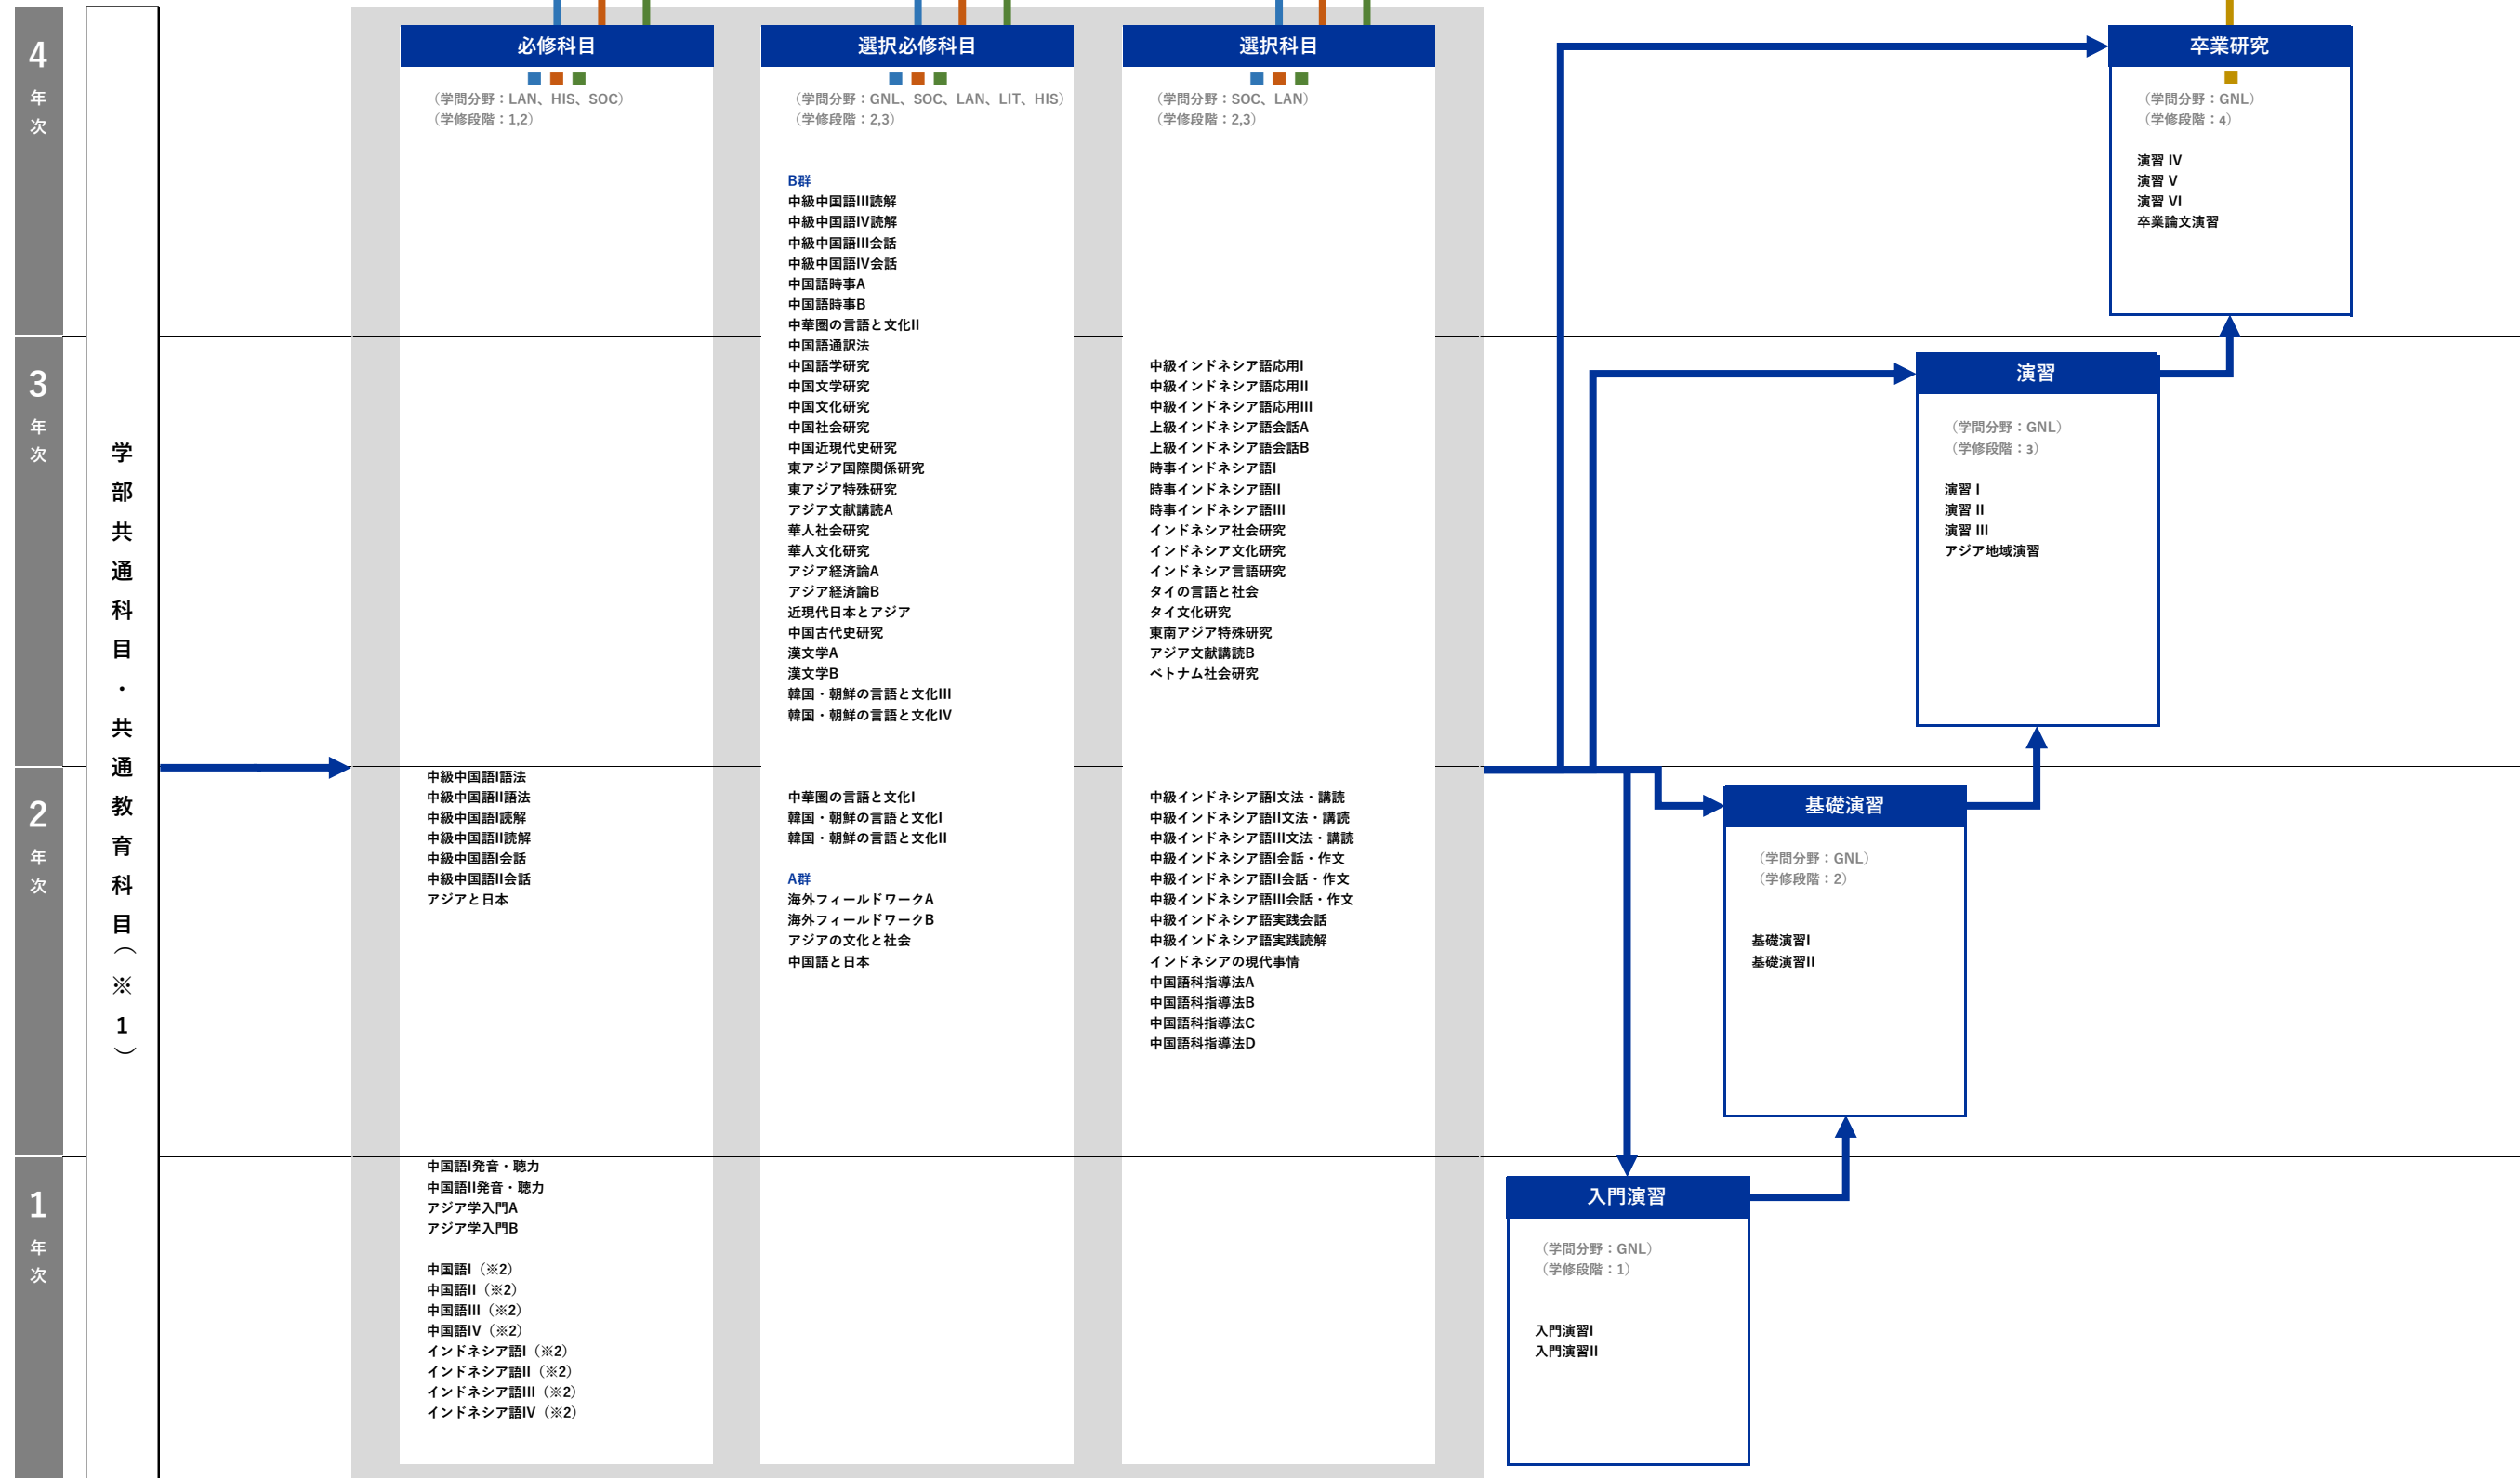 4年次
3年次
2年次
1年次
学部共通科目・共通教育科目(※1)
必修科目
(学問分野:LAN、HIS、SOC)
(学修段階:1,2)
中級中国語I語法
中級中国語II語法
中級中国語I読解
中級中国語II読解
中級中国語I会話
中級中国語II会話
アジアと日本
中国語I発音・聴力
中国語II発音・聴力
アジア学入門A
アジア学入門B
中国語I(※2)
中国語II(※2)
中国語III(※2)
中国語IV(※2)
インドネシア語I(※2)
インドネシア語II(※2)
インドネシア語III(※2)
インドネシア語IV(※2)
選択必修科目
(学問分野:GNL、SOC、LAN、LIT、HIS)
(学修段階:2,3)
B群
中級中国語III読解
中級中国語IV読解
中級中国語III会話
中級中国語IV会話
中国語時事A
中国語時事B
中華圏の言語と文化II
中国語通訳法
中国語学研究
中国文学研究
中国文化研究
中国社会研究
中国近現代史研究
東アジア国際関係研究
東アジア特殊研究
アジア文献講読A
華人社会研究
華人文化研究
アジア経済論A
アジア経済論B
近現代日本とアジア
中国古代史研究
漢文学A
漢文学B
韓国・朝鮮の言語と文化III
韓国・朝鮮の言語と文化IV
中華圏の言語と文化I
韓国・朝鮮の言語と文化I
韓国・朝鮮の言語と文化II
A群
海外フィールドワークA
海外フィールドワークB
アジアの文化と社会
中国語と日本
選択科目
(学問分野:SOC、LAN)
(学修段階:2,3)
中級インドネシア語応用I
中級インドネシア語応用II
中級インドネシア語応用III
上級インドネシア語会話A
上級インドネシア語会話B
時事インドネシア語I
時事インドネシア語II
時事インドネシア語III
インドネシア社会研究
インドネシア文化研究
インドネシア言語研究
タイの言語と社会
タイ文化研究
東南アジア特殊研究
アジア文献講読B
ベトナム社会研究
中級インドネシア語I文法・講読
中級インドネシア語II文法・講読
中級インドネシア語III文法・講読
中級インドネシア語I会話・作文
中級インドネシア語II会話・作文
中級インドネシア語III会話・作文
中級インドネシア語実践会話
中級インドネシア語実践読解
インドネシアの現代事情
中国語科指導法A
中国語科指導法B
中国語科指導法C
中国語科指導法D
卒業研究
(学問分野:GNL)
(学修段階:4)
演習 IV
演習 V
演習 VI
卒業論文演習
演習
(学問分野:GNL)
(学修段階:3)
演習 I
演習 II
演習 III
アジア地域演習
基礎演習
(学問分野:GNL)
(学修段階:2)
基礎演習I
基礎演習II
入門演習
(学問分野:GNL)
(学修段階:1)
入門演習I
入門演習II